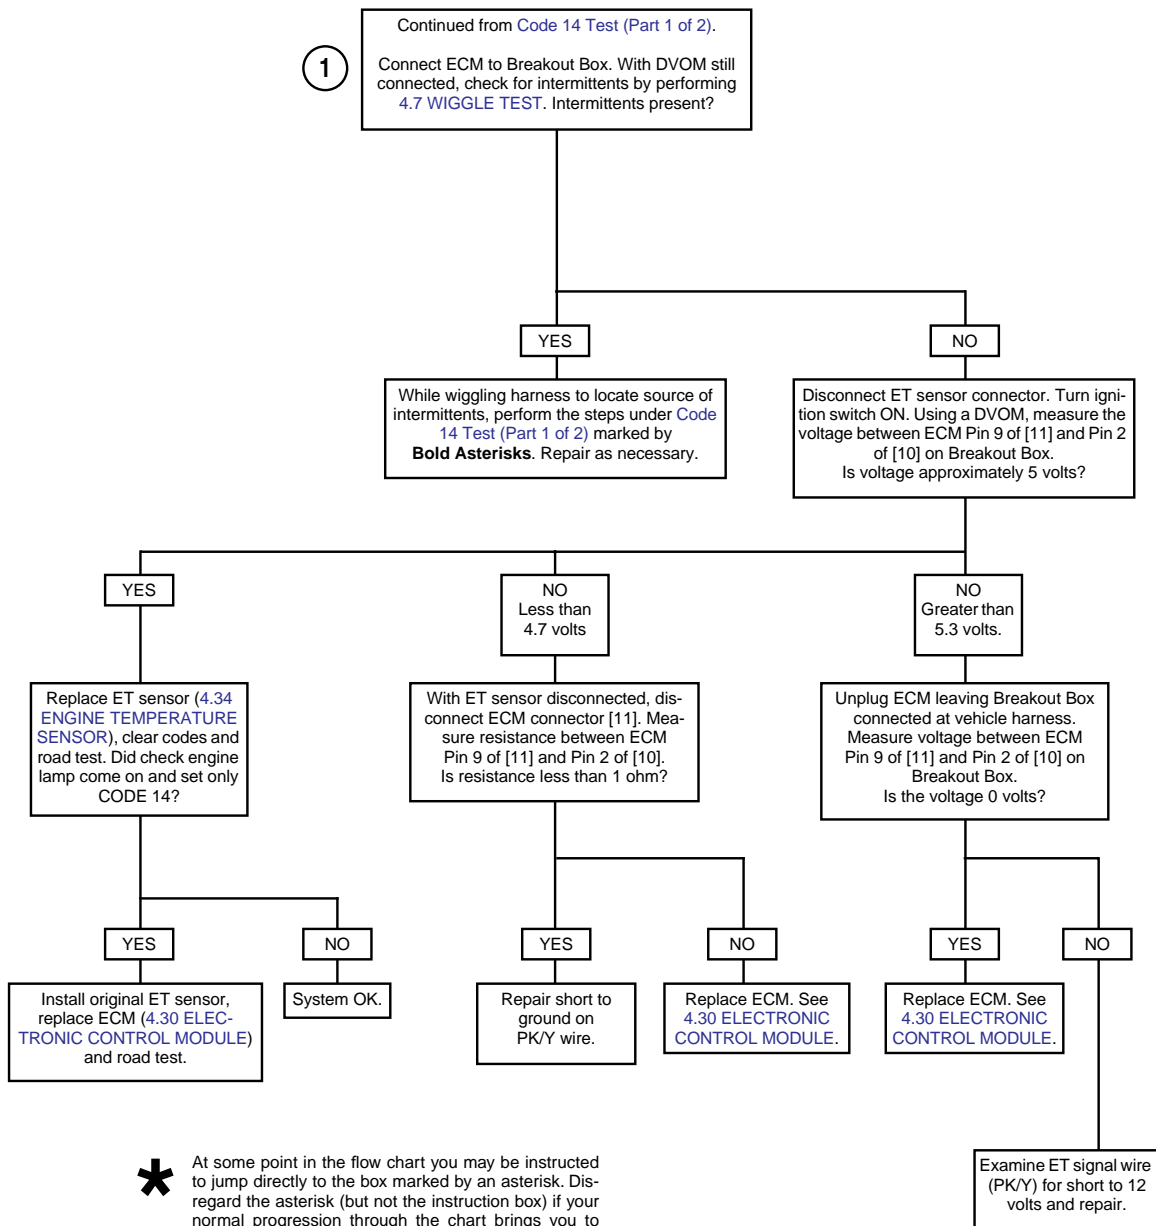 Continued from Code 14 Test (Part 1 of 2).
1
Connect ECM to Breakout Box. With DVOM still
connected, check for intermittents by performing
4.7 WIGGLE TEST. Intermittents present?
YES
NO
While wiggling harness to locate source of
intermittents, perform the steps under Code
14 Test (Part 1 of 2) marked by
Bold Asterisks. Repair as necessary.
Disconnect ET sensor connector. Turn igni-
tion switch ON. Using a DVOM, measure the
voltage between ECM Pin 9 of [11] and Pin 2
of [10] on Breakout Box.
Is voltage approximately 5 volts?
YES
NO
Less than
4.7 volts
NO
Greater than
5.3 volts.
Replace ET sensor (4.34
ENGINE TEMPERATURE
SENSOR), clear codes and
road test. Did check engine
lamp come on and set only
CODE 14?
With ET sensor disconnected, dis-
connect ECM connector [11]. Mea-
sure resistance between ECM
Pin 9 of [11] and Pin 2 of [10].
Is resistance less than 1 ohm?
Unplug ECM leaving Breakout Box
connected at vehicle harness.
Measure voltage between ECM
Pin 9 of [11] and Pin 2 of [10] on
Breakout Box.
Is the voltage 0 volts?
YES
NO
YES
NO
YES
NO
Install original ET sensor,
replace ECM (4.30 ELEC-
TRONIC CONTROL MODULE)
and road test.
System OK.
Repair short to
ground on
PK/Y wire.
Replace ECM. See
4.30 ELECTRONIC
CONTROL MODULE.
Replace ECM. See
4.30 ELECTRONIC
CONTROL MODULE.
Examine ET signal wire
(PK/Y) for short to 12
volts and repair.
* At some point in the flow chart you may be instructed
to jump directly to the box marked by an asterisk. Dis-
regard the asterisk (but not the instruction box) if your
normal progression through the chart brings you to